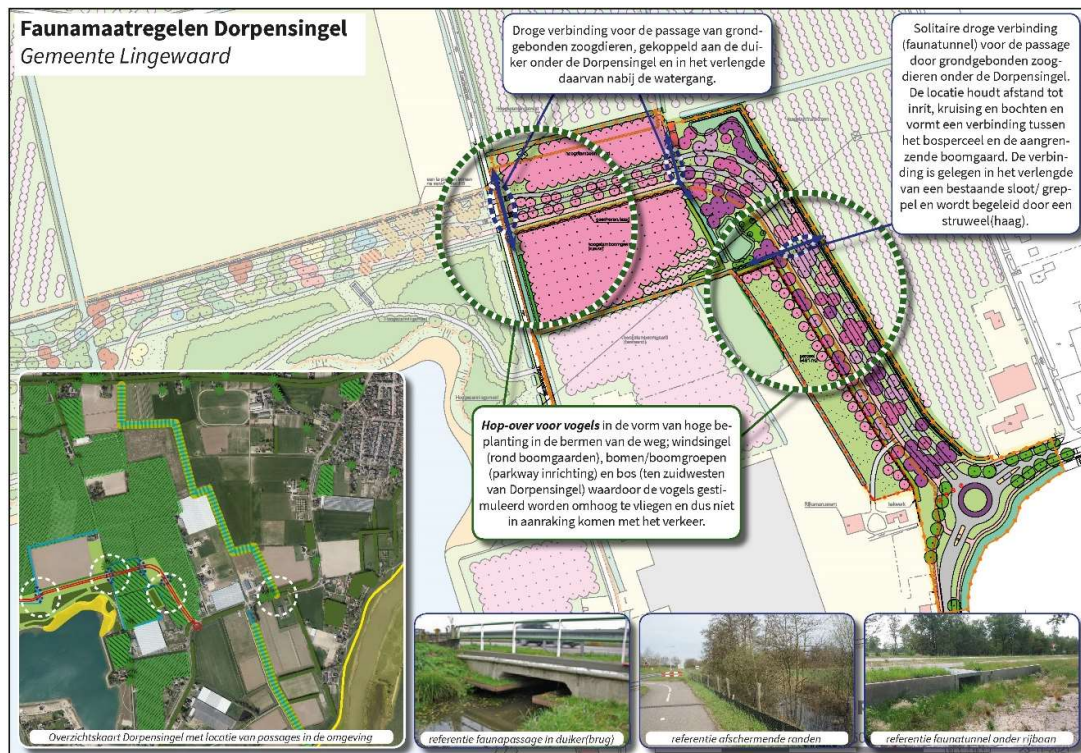 Faunamaatregelen Dorpensingel
Gemeente Lingewaard
Droge verbinding voor de passage van grond-
gebonden zoogdieren, gekoppeld aan de dui-
ker onder de Dorpensingel en in het verlengde
daarvan nabij de watergang.
Solitaire droge verbinding
(faunatunnel) voor de passage
door grondgebonden zoog-
dieren onder de Dorpensingel.
De locatie houdt afstand tot
inrit, kruising en bochten en
vormt een verbinding tussen
het bosperceel en de aangren-
zende boomgaard. De verbin-
ding is gelegen in het verlengde
van een bestaande sloot/ grep-
pel en wordt begeleid door een
struweel(haag).
Hop-over voor vogels in de vorm van hoge be-
planting in de bermen van de weg; windsingel
(rond boomgaarden), bomen/boomgroepen
(parkway inrichting) en bos (ten zuidwesten
van Dorpensingel) waardoor de vogels gesti-
muleerd worden omhoog te vliegen en dus niet
in aanraking komen met het verkeer.
Overzichtskaart Dorpensingel met locatie van passages in de omgeving
referentie faunapassage in duiker(brug)
referentie afschermende randen
referentie faunatunnel onder rijbaan